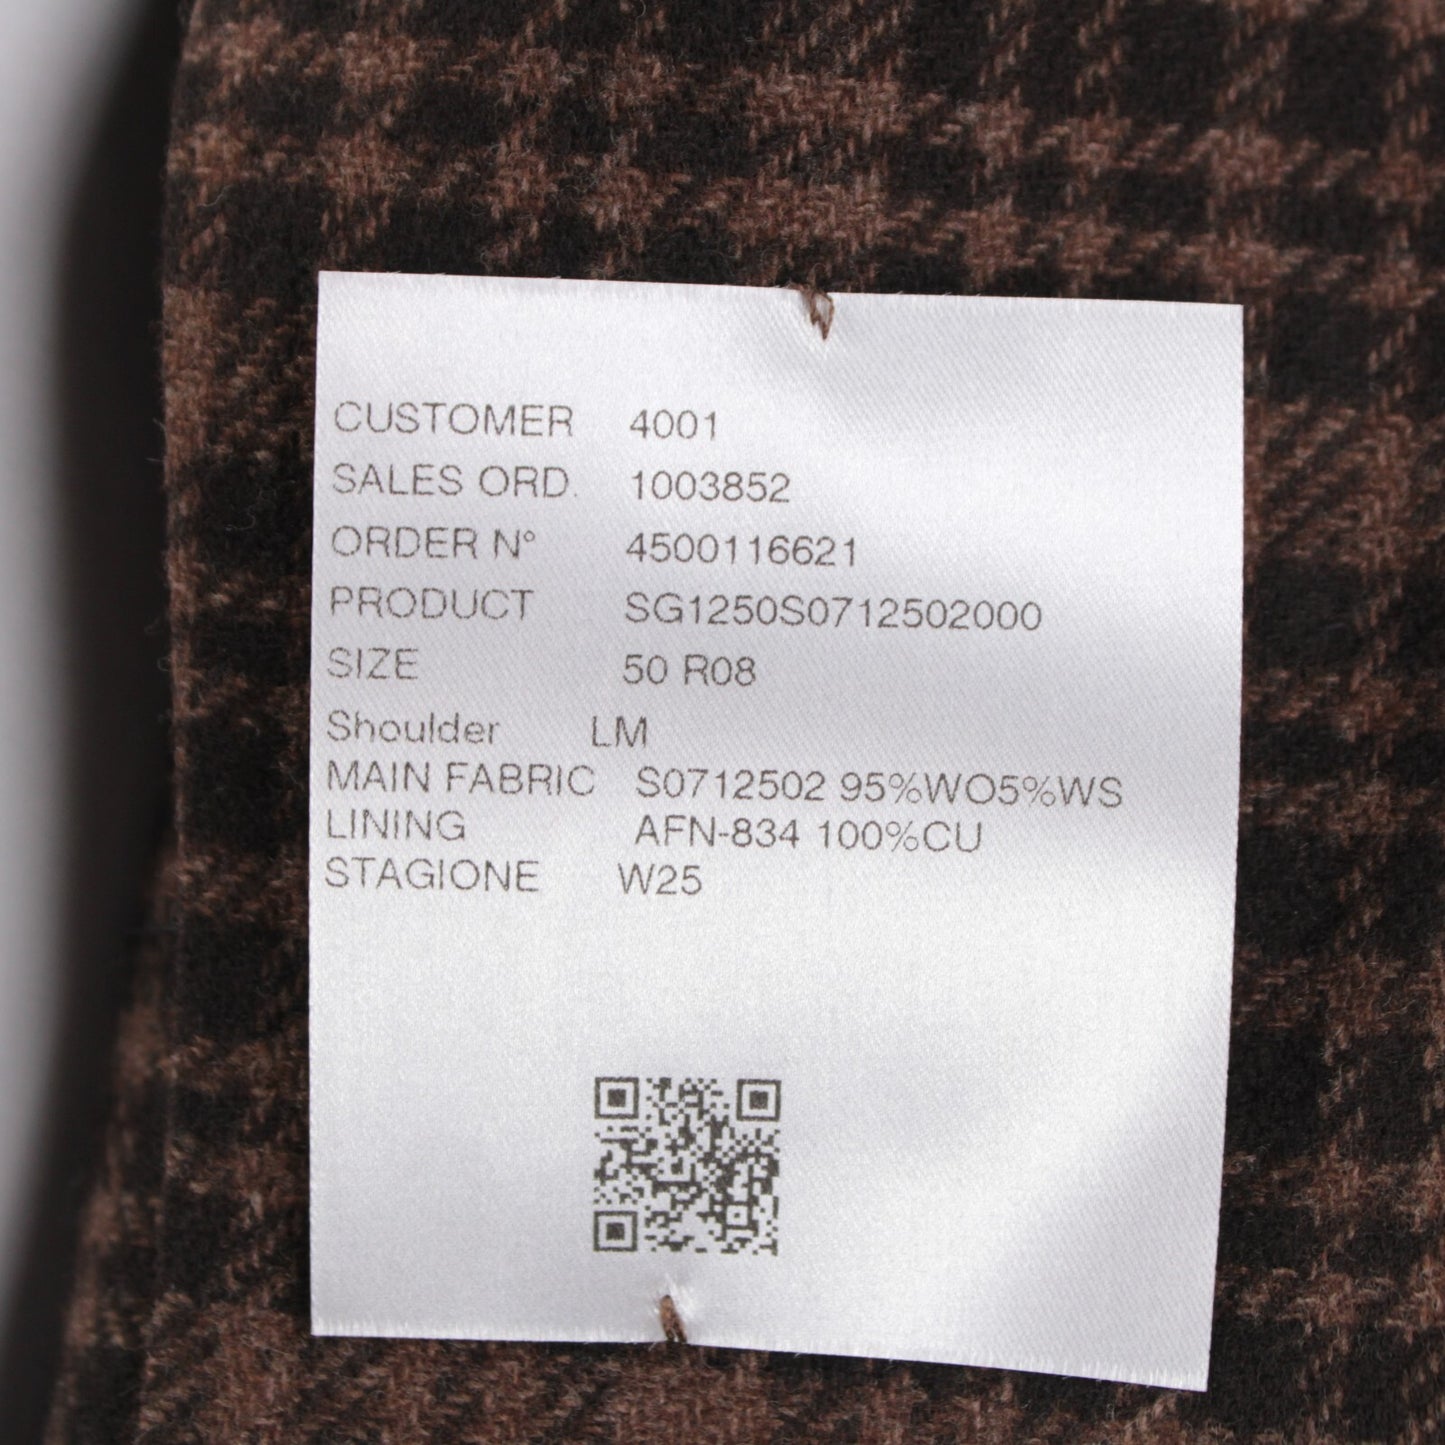 CUSTOMER 4001
SALES ORD. 1003852
ORDER N° 4500116621
PRODUCT SG1250S0712502000
SIZE 50 R08
Shoulder LM
MAIN FABRIC S0712502 95%WO5%WS
LINING AFN-834 100%CU
STAGIONE W25